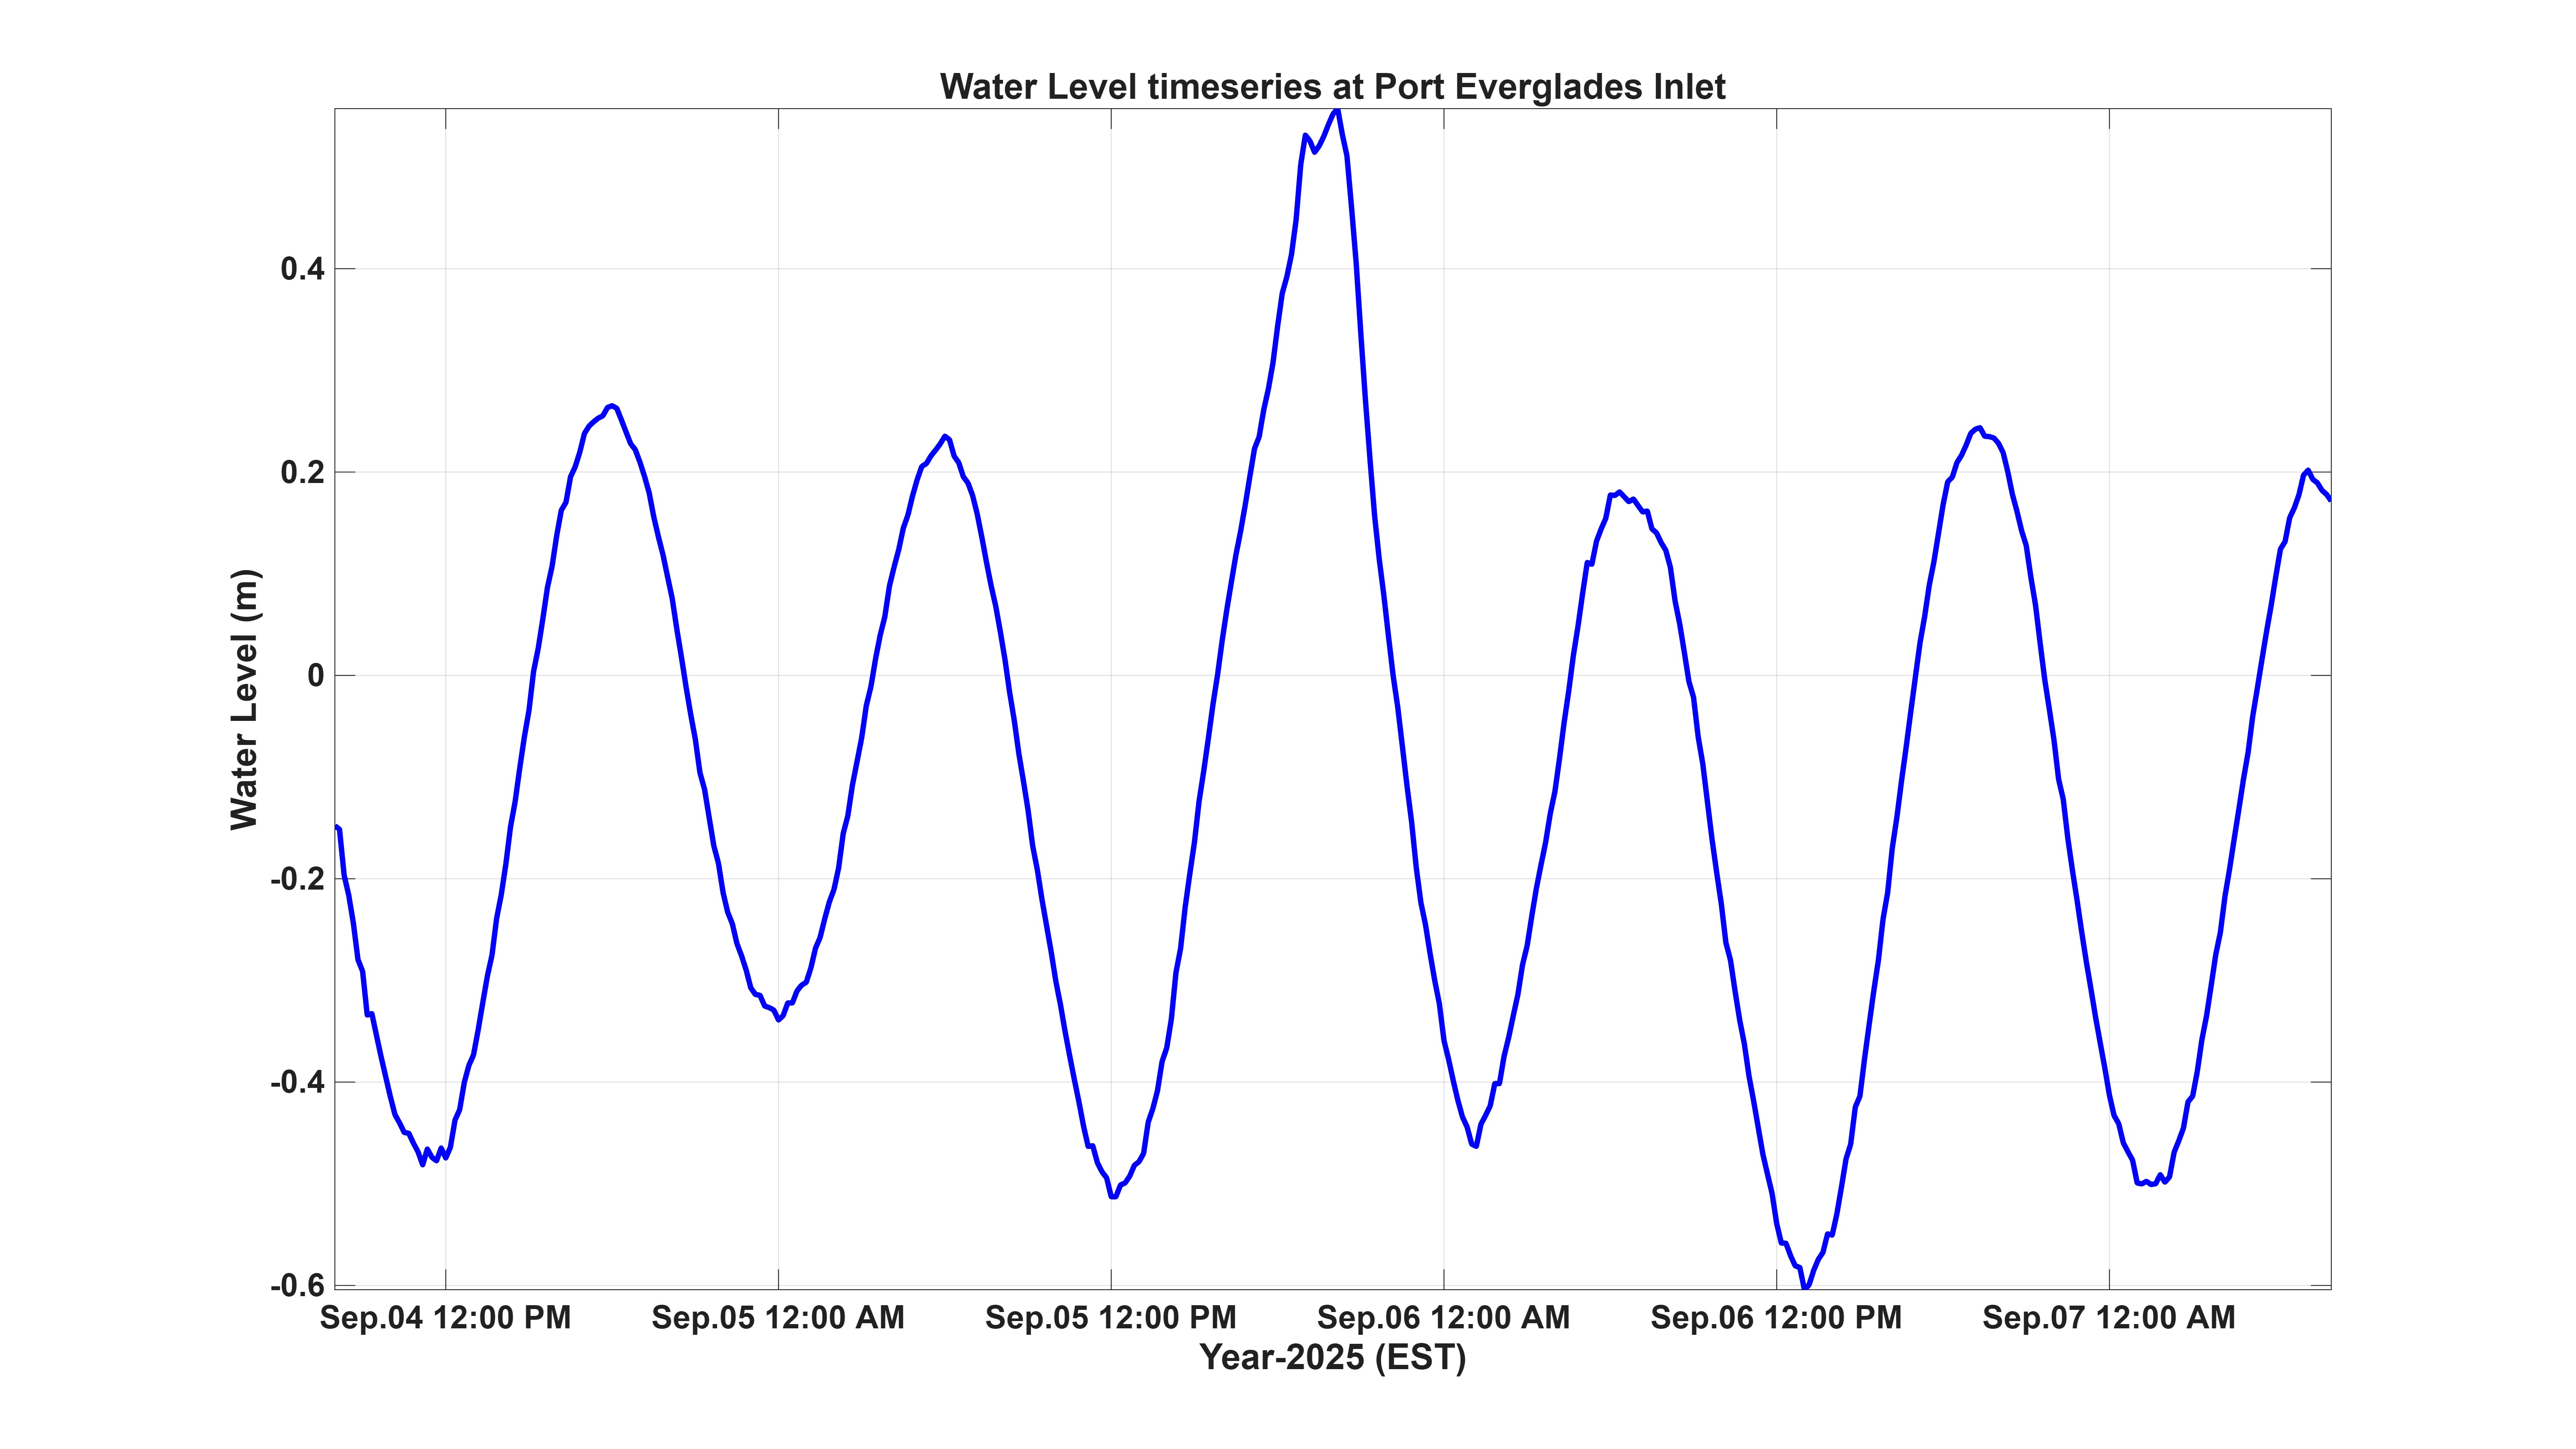 Water Level timeseries at Port Everglades Inlet
Water Level (m)
0.4
0.2
0
-0.2
-0.4
-0.6
Sep.04 12:00 PM Sep.05 12:00 AM Sep.05 12:00 PM Sep.06 12:00 AM Sep.06 12:00 PM Sep.07 12:00 AM
Year-2025 (EST)